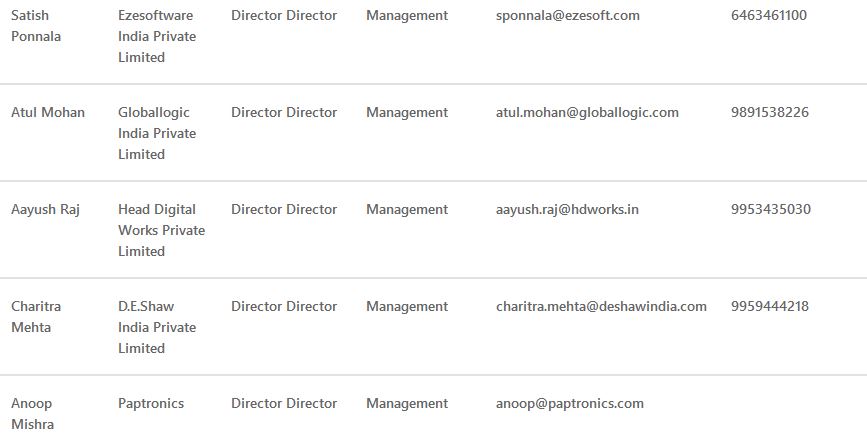 Satish Ezesoftware Director Director Management sponnala@ezesoft.com 6463461100
Ponnala India Private
Limited
Atul Mohan Globallogic Director Director Management atul.mohan@globallogic.com 9891538226
India Private
Limited
Aayush Raj Head Digital Director Director Management aayush.raj@hdworks.in 9953435030
Works Private
Limited
Charitra D.E.Shaw Director Director Management charitra.mehta@deshawindia.com 9959444218
Mehta India Private
Limited
Anoop Paptronics Director Director Management anoop@paptronics.com
Mishra